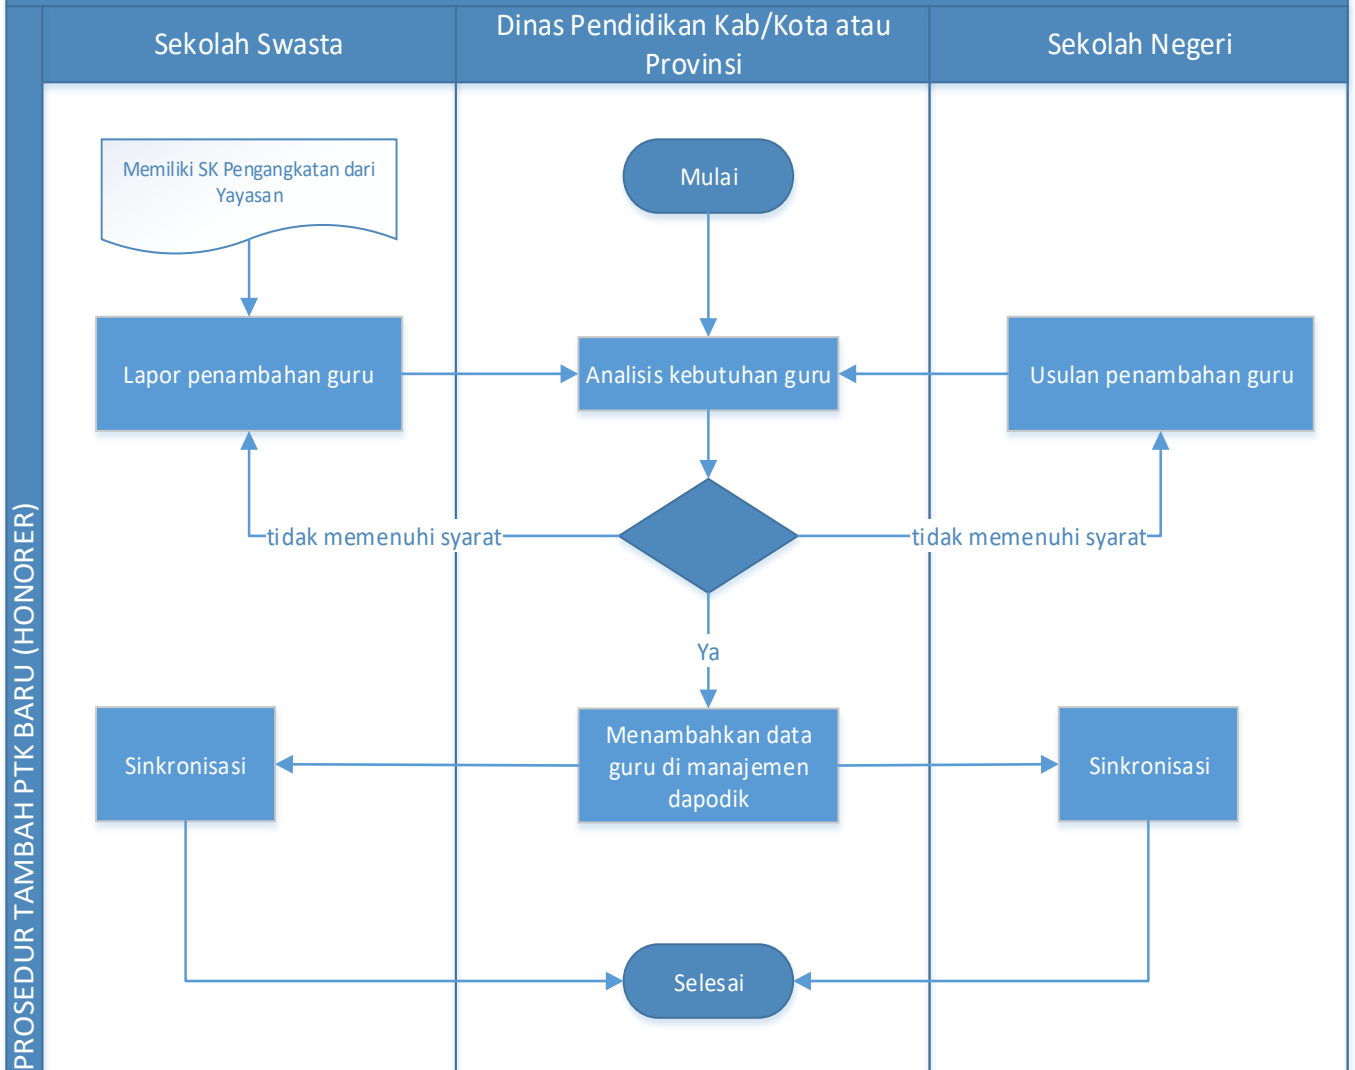 PROSEDUR TAMBAH PTK BARU (HONORER)
Sekolah Swasta
Dinas Pendidikan Kab/Kota atau
Provinsi
Sekolah Negeri
Memiliki SK Pengangkatan dari
Yayasan
Mulai
Lapor penambahan guru
Analisis kebutuhan guru
Usulan penambahan guru
tidak memenuhi syarat
tidak memenuhi syarat
Ya
Sinkronisasi
Menambahkan data
guru di manajemen
dapodik
Sinkronisasi
Selesai